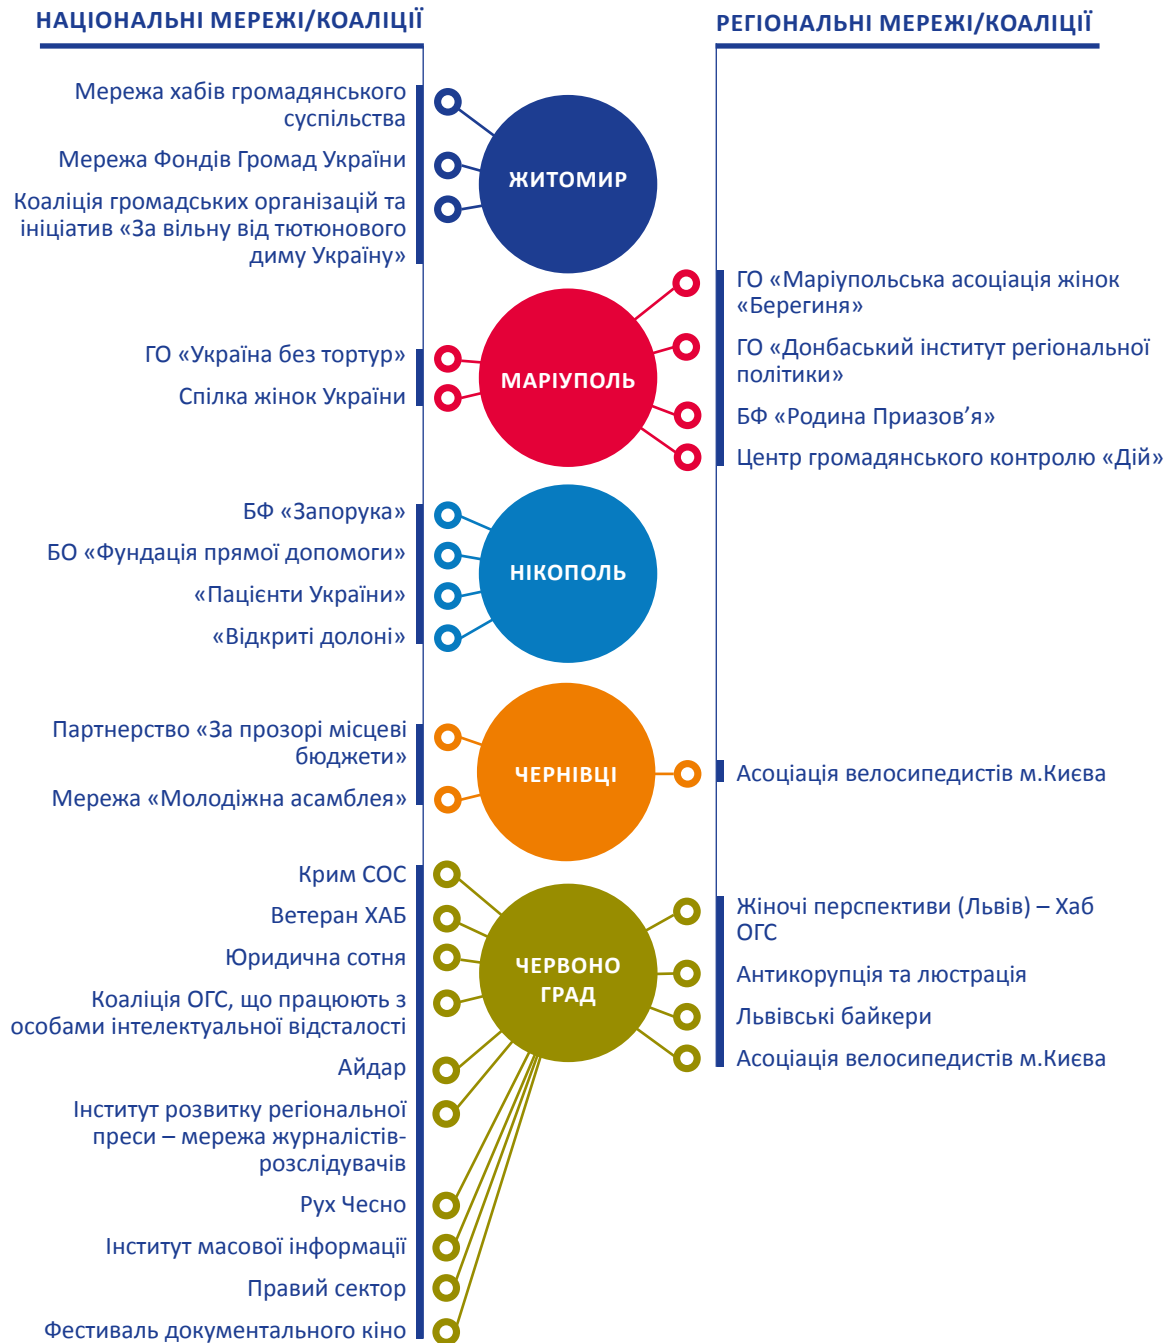 НАЦІОНАЛЬНІ МЕРЕЖІ/КОАЛІЦІЇ
Мережа хабів громадянського
суспільства
Мережа Фондів Громад України
Коаліція громадських організацій та
ініціатив «За вільну від тютюнового
диму Україну»
ГО «Україна без тортур»
Спілка жінок України
БФ «Запорука»
БО «Фундація прямої допомоги»
«Пацієнти України»
«Відкриті долоні»
Партнерство «За прозорі місцеві
бюджети»
Мережа «Молодіжна асамблея»
Крим СОС
Ветеран ХАБ
Юридична сотня
Коаліція ОГС, що працюють з
особами інтелектуальної відсталості
Айдар
Інститут розвитку регіональної
преси – мережа журналістів-
розслідувачів
Рух Чесно
Інститут масової інформації
Правий сектор
Фестиваль документального кіно
ЖИТОМИР
МАРІУПОЛЬ
НІКОПОЛЬ
ЧЕРНІВЦІ
ЧЕРВОНО
ГРАД
РЕГІОНАЛЬНІ МЕРЕЖІ/КОАЛІЦІЇ
ГО «Маріупольська асоціація жінок
«Берегиня»
ГО «Донбаський інститут регіональної
політики»
БФ «Родина Приазов’я»
Центр громадянського контролю «Дій»
Асоціація велосипедистів м.Києва
Жіночі перспективи (Львів) – Хаб
ОГС
Антикорупція та люстрація
Львівські байкери
Асоціація велосипедистів м.Києва